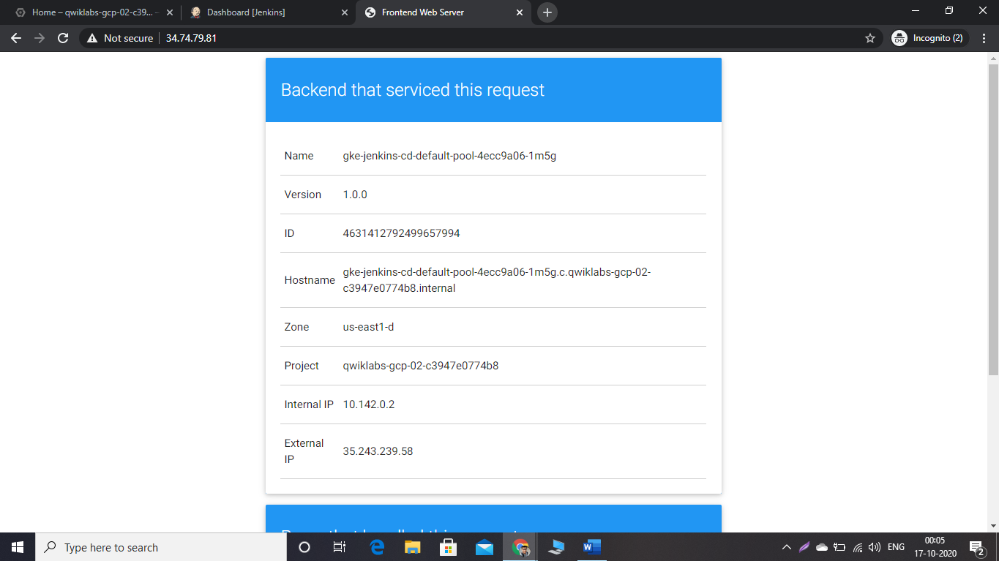 Home – qwiklabs-gcp-02-c39... –
Dashboard [Jenkins]
Frontend Web Server
Not secure
34.74.79.81
Incognito (2)
Backend that serviced this request
Name gke-jenkins-cd-default-pool-4ecc9a06-1m5g
Version 1.0.0
ID 4631412792499657994
Hostname gke-jenkins-cd-default-pool-4ecc9a06-1m5g.c.qwiklabs-gcp-02-
c3947e0774b8.internal
Zone us-east1-d
Project qwiklabs-gcp-02-c3947e0774b8
Internal IP 10.142.0.2
External
IP
35.243.239.58
Type here to search
ENG
00:05
17-10-2020
2